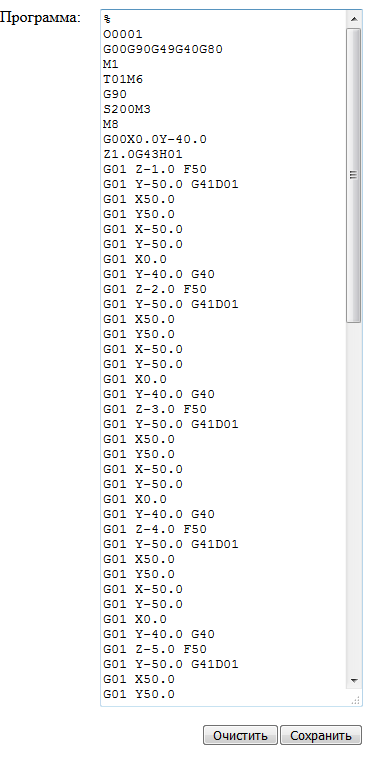 Программа:
%
O0001
G00G90G49G40G80
M1
T01M6
G90
S200M3
M8
G00X0.0Y-40.0
Z1.0G43H01
G01 Z-1.0 F50
G01 Y-50.0 G41D01
G01 X50.0
G01 Y50.0
G01 X-50.0
G01 Y-50.0
G01 X0.0
G01 Y-40.0 G40
G01 Z-2.0 F50
G01 Y-50.0 G41D01
G01 X50.0
G01 Y50.0
G01 X-50.0
G01 Y-50.0
G01 X0.0
G01 Y-40.0 G40
G01 Z-3.0 F50
G01 Y-50.0 G41D01
G01 X50.0
G01 Y50.0
G01 X-50.0
G01 Y-50.0
G01 X0.0
G01 Y-40.0 G40
G01 Z-4.0 F50
G01 Y-50.0 G41D01
G01 X50.0
G01 Y50.0
G01 X-50.0
G01 Y-50.0
G01 X0.0
G01 Y-40.0 G40
G01 Z-5.0 F50
G01 Y-50.0 G41D01
G01 X50.0
G01 Y50.0
Очистить Сохранить